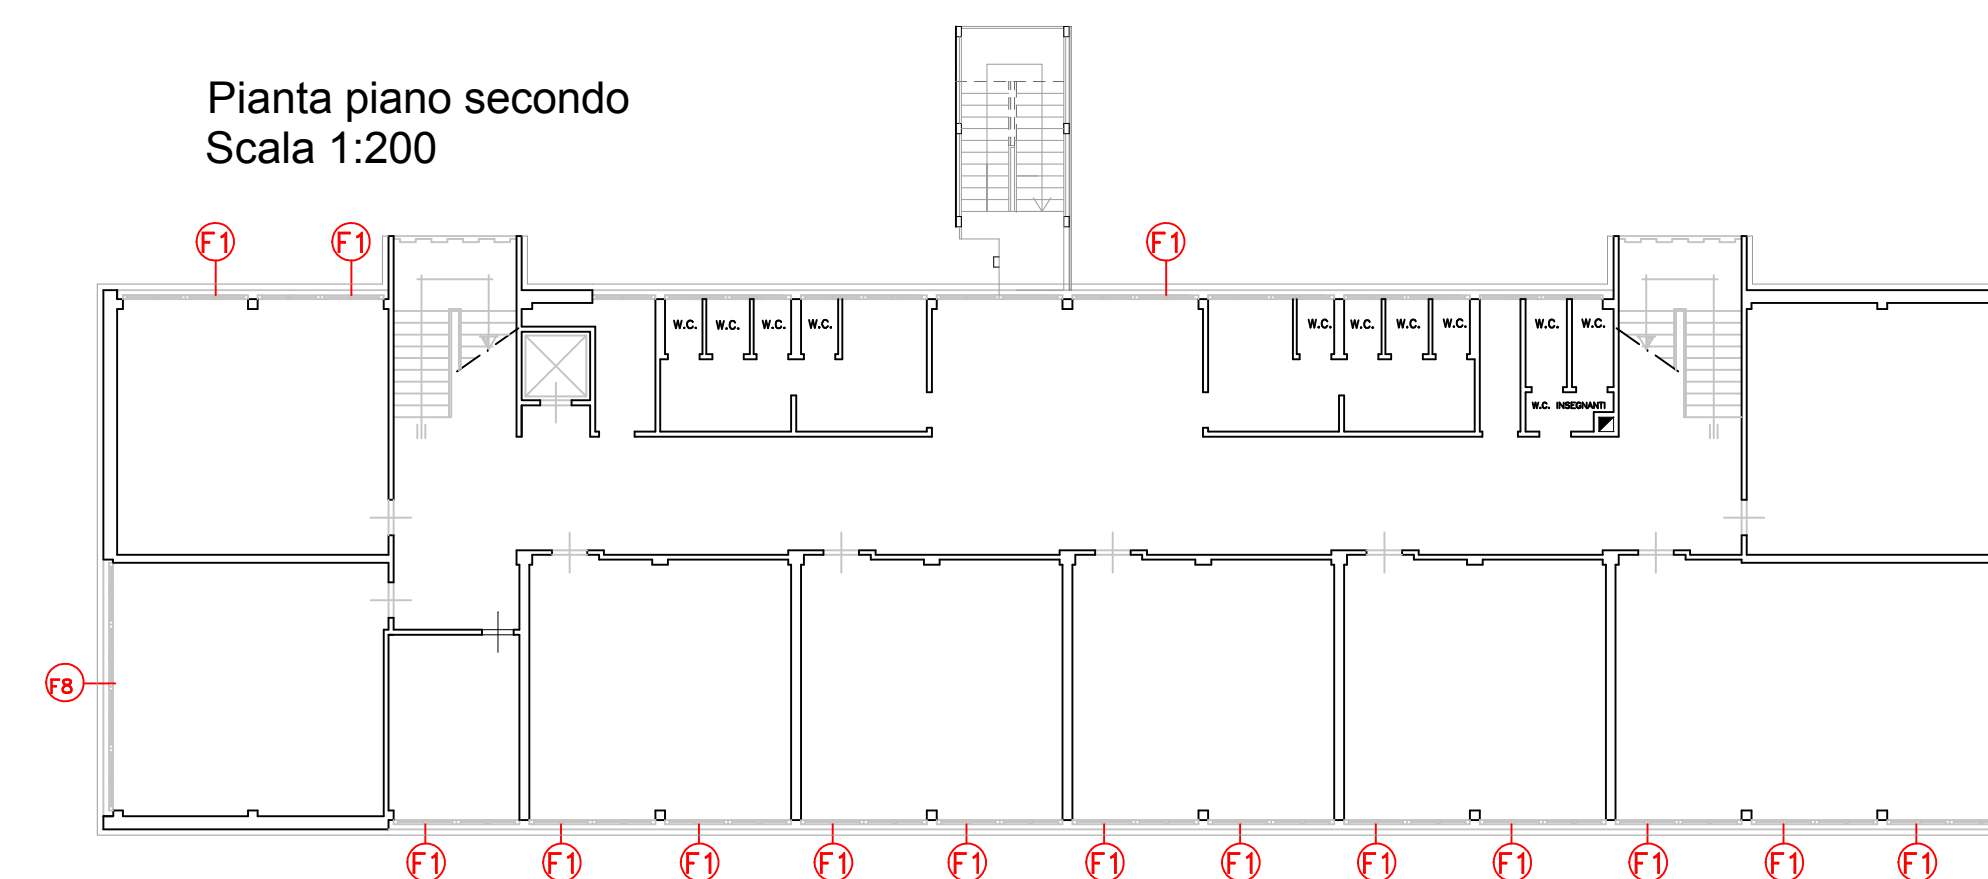 Pianta piano secondo
Scala 1:200
F1 F1 F1
W.C. W.C. W.C. W.C. W.C. W.C. W.C. W.C. W.C. W.C.
W.C. INSEGNANTI
F8
F1 F1 F1 F1 F1 F1 F1 F1 F1 F1 F1 F1